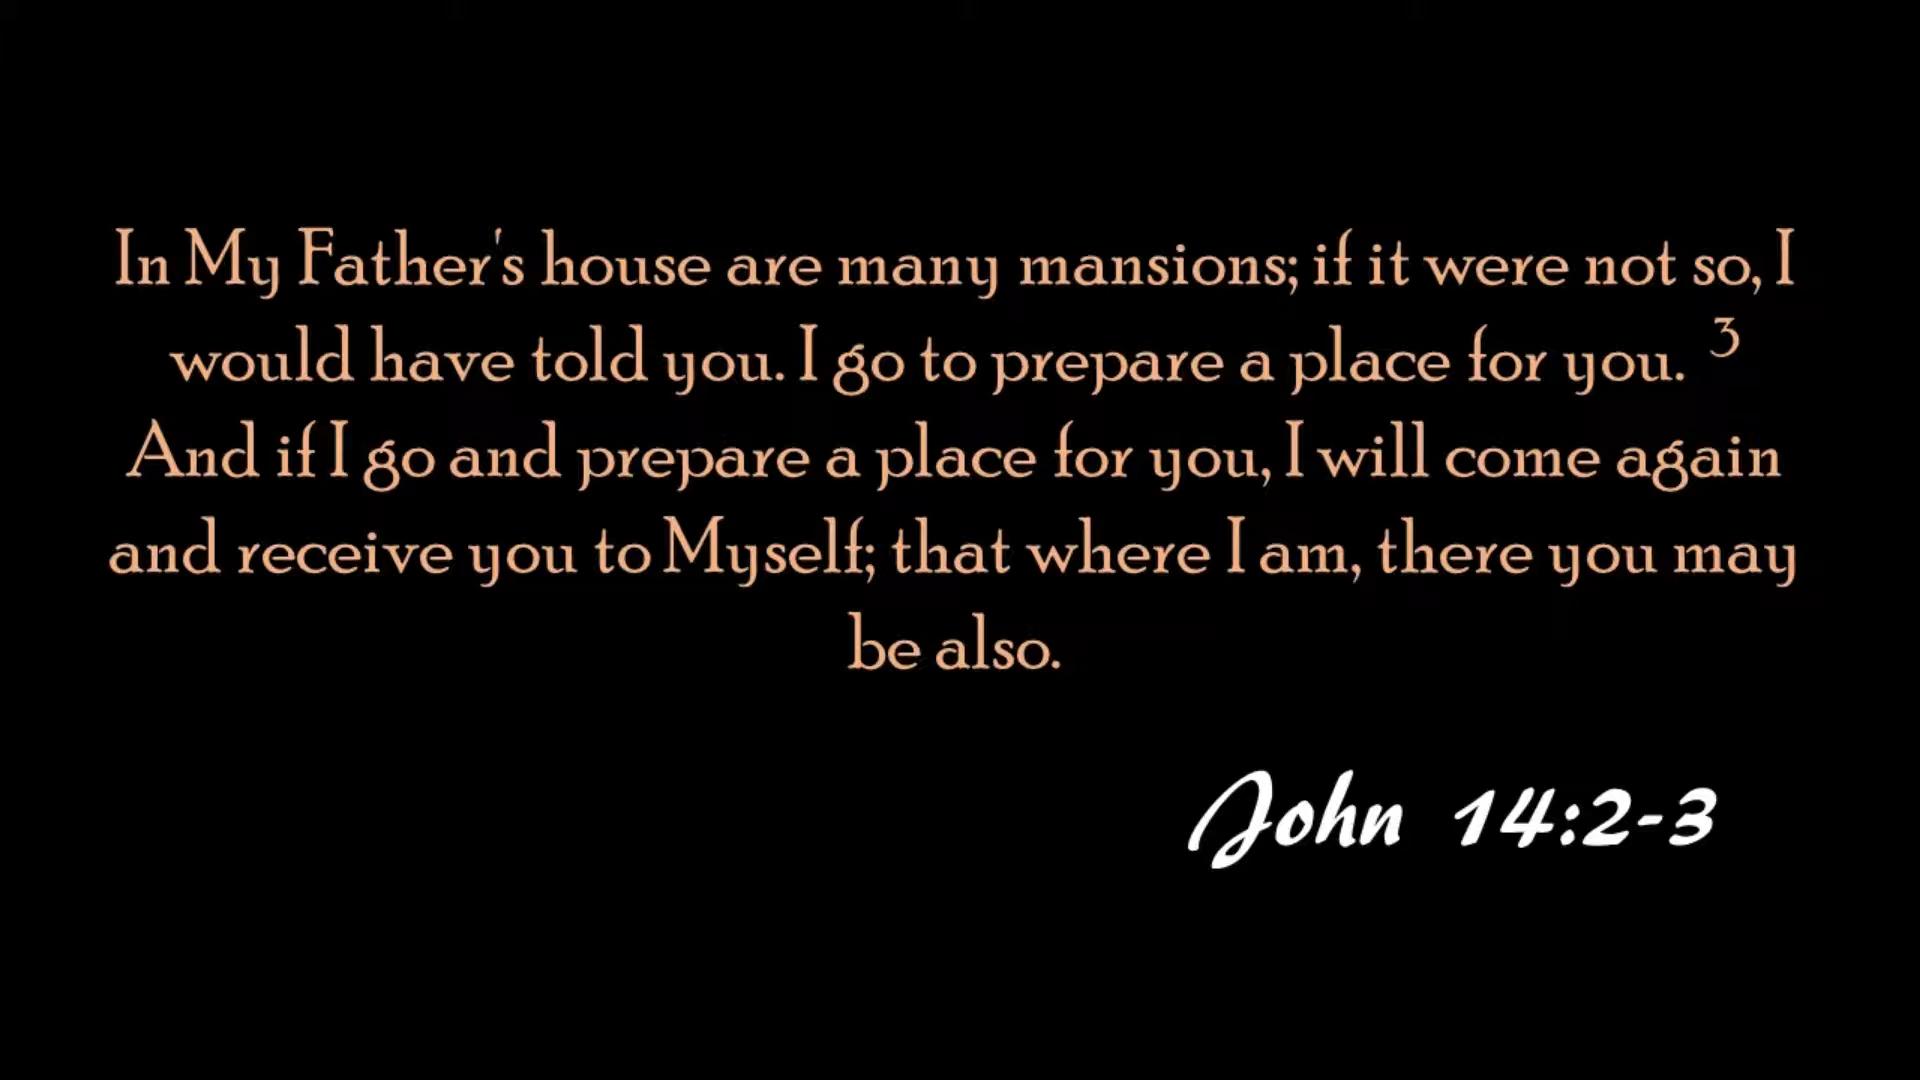 In My Father's house are many mansions; if it were not so, I
would have told you. I go to prepare a place for you. ³
And if I go and prepare a place for you, I will come again
and receive you to Myself; that where I am, there you may
be also.
John 14:2-3